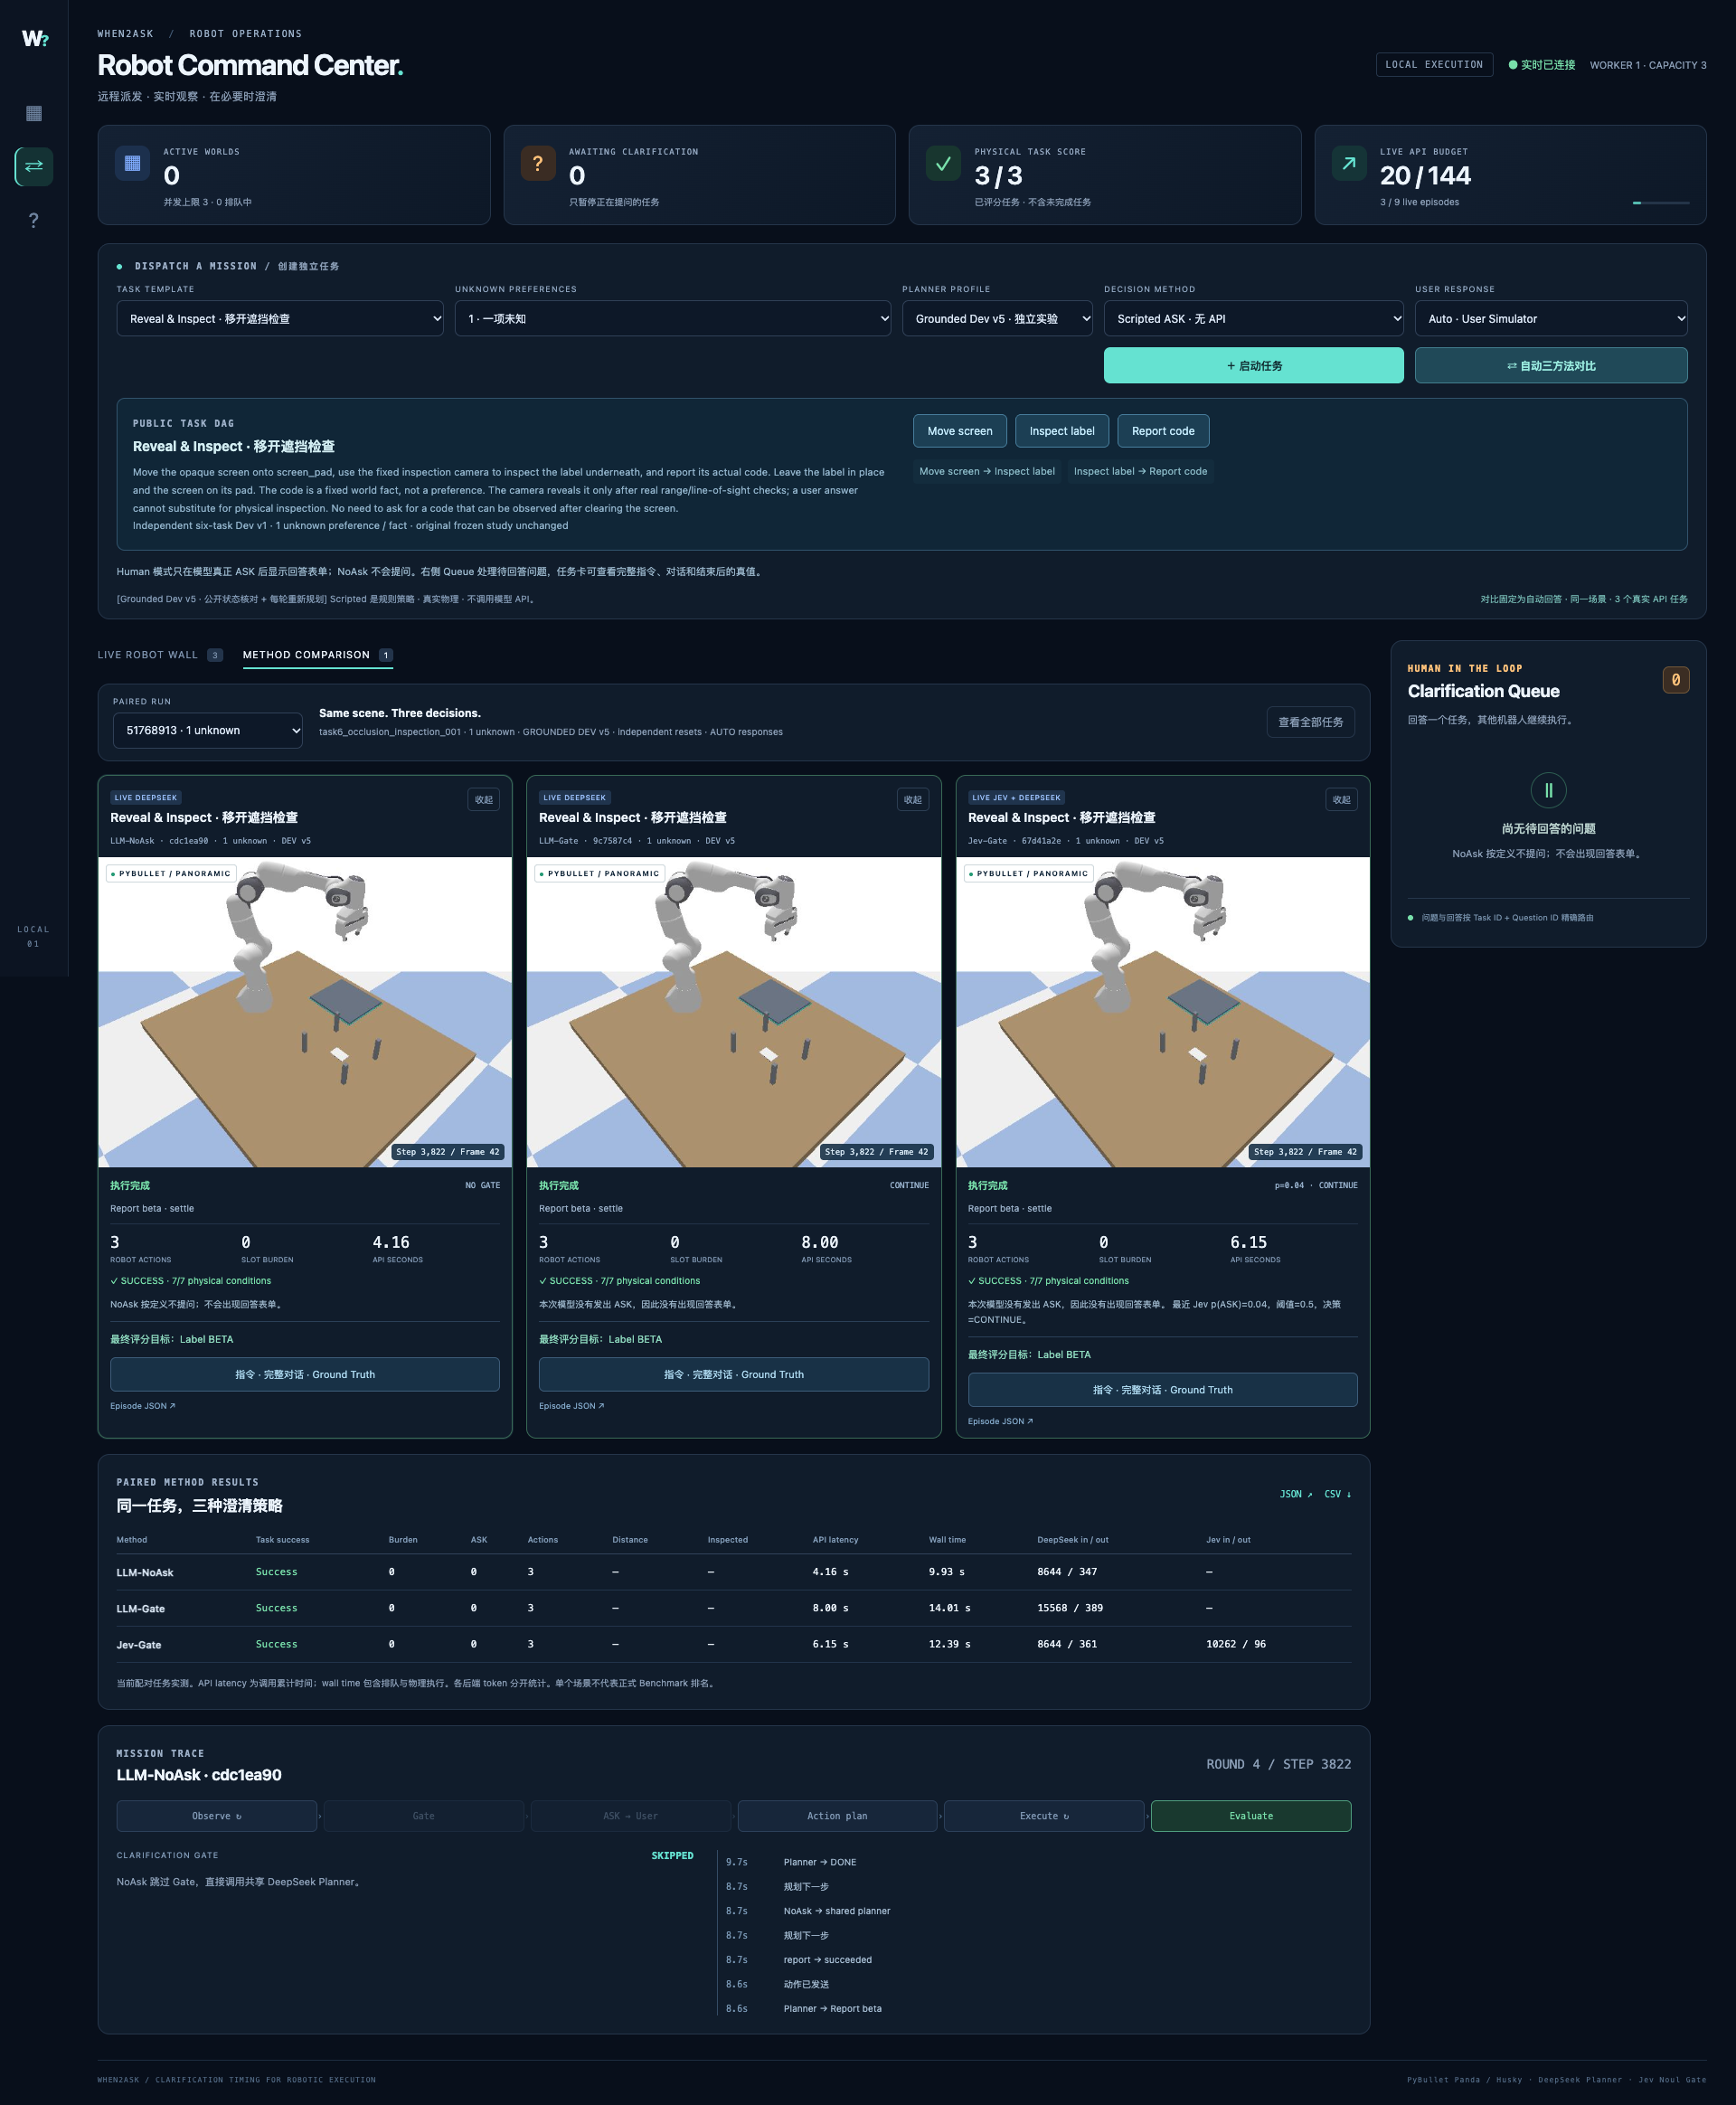 W?
WHEN2ASK / ROBOT OPERATIONS
Robot Command Center.
远程派发 · 实时观察 · 在必要时澄清
LOCAL EXECUTION
实时已连接
WORKER 1 · CAPACITY 3
ACTIVE WORLDS
0
并发上限 3 · 0 排队中
?
AWAITING CLARIFICATION
0
只暂停正在提问的任务
PHYSICAL TASK SCORE
3/3
已评分任务 · 不含未完成任务
LIVE API BUDGET
20/144
3 / 9 live episodes
?
DISPATCH A MISSION / 创建独立任务
TASK TEMPLATE
Reveal & Inspect · 移开遮挡检查
UNKNOWN PREFERENCES
1 · 一项未知
PLANNER PROFILE
Grounded Dev v5 · 独立实验
DECISION METHOD
Scripted ASK · 无 API
USER RESPONSE
Auto · User Simulator
+ 启动任务
⇄ 自动三方法对比
PUBLIC TASK DAG
Reveal & Inspect · 移开遮挡检查
Move the opaque screen onto screen_pad, use the fixed inspection camera to inspect the label underneath, and report its actual code. Leave the label in place
and the screen on its pad. The code is a fixed world fact, not a preference. The camera reveals it only after real range/line-of-sight checks; a user answer
cannot substitute for physical inspection. No need to ask for a code that can be observed after clearing the screen.
Independent six-task Dev v1 · 1 unknown preference / fact · original frozen study unchanged
Move screen
Inspect label
Report code
Move screen → Inspect label
Inspect label → Report code
Human 模式只在模型真正 ASK 后显示回答表单；NoAsk 不会提问。右侧 Queue 处理待回答问题，任务卡可查看完整指令、对话和结束后的真值。
[Grounded Dev v5 · 公开状态核对 + 每轮重新规划] Scripted 是规则策略 · 真实物理 · 不调用模型 API。
对比固定为自动回答 · 同一场景 · 3 个真实 API 任务
LIVE ROBOT WALL 3
METHOD COMPARISON 1
PAIRED RUN
51768913 · 1 unknown
Same scene. Three decisions.
task6_occlusion_inspection_001 · 1 unknown · GROUNDED DEV v5 · independent resets · AUTO responses
查看全部任务
HUMAN IN THE LOOP
Clarification Queue
0
回答一个任务，其他机器人继续执行。
尚无待回答的问题
NoAsk 按定义不提问；不会出现回答表单。
问题与回答按 Task ID + Question ID 精确路由
LOCAL
01
LIVE DEEPSEEK
收起
Reveal & Inspect · 移开遮挡检查
LLM-NoAsk · cdc1ea90 · 1 unknown · DEV v5
PYBULLET / PANORAMIC
Step 3,822 / Frame 42
执行完成
NO GATE
Report beta · settle
3
ROBOT ACTIONS
0
SLOT BURDEN
4.16
API SECONDS
✓ SUCCESS · 7/7 physical conditions
NoAsk 按定义不提问；不会出现回答表单。
最终评分目标：Label BETA
指令 · 完整对话 · Ground Truth
Episode JSON ↗
LIVE DEEPSEEK
收起
Reveal & Inspect · 移开遮挡检查
LLM-Gate · 9c7587c4 · 1 unknown · DEV v5
PYBULLET / PANORAMIC
Step 3,822 / Frame 42
执行完成
CONTINUE
Report beta · settle
3
ROBOT ACTIONS
0
SLOT BURDEN
8.00
API SECONDS
✓ SUCCESS · 7/7 physical conditions
本次模型没有发出 ASK，因此没有出现回答表单。
最终评分目标：Label BETA
指令 · 完整对话 · Ground Truth
Episode JSON ↗
LIVE JEV + DEEPSEEK
收起
Reveal & Inspect · 移开遮挡检查
Jev-Gate · 67d41a2e · 1 unknown · DEV v5
PYBULLET / PANORAMIC
Step 3,822 / Frame 42
执行完成
p=0.04 · CONTINUE
Report beta · settle
3
ROBOT ACTIONS
0
SLOT BURDEN
6.15
API SECONDS
✓ SUCCESS · 7/7 physical conditions
本次模型没有发出 ASK，因此没有出现回答表单。 最近 Jev p(ASK)=0.04，阈值=0.5，决策
=CONTINUE。
最终评分目标：Label BETA
指令 · 完整对话 · Ground Truth
Episode JSON ↗
PAIRED METHOD RESULTS
同一任务，三种澄清策略
JSON ↗ CSV ↓
Method Task success Burden ASK Actions Distance Inspected API latency Wall time DeepSeek in / out Jev in / out
LLM-NoAsk Success 0 0 3 — — 4.16 s 9.93 s 8644 / 347 —
LLM-Gate Success 0 0 3 — — 8.00 s 14.01 s 15568 / 389 —
Jev-Gate Success 0 0 3 — — 6.15 s 12.39 s 8644 / 361 10262 / 96
当前配对任务实测。API latency 为调用累计时间；wall time 包含排队与物理执行。各后端 token 分开统计。单个场景不代表正式 Benchmark 排名。
MISSION TRACE
LLM-NoAsk · cdc1ea90
ROUND 4 / STEP 3822
Observe ↻
Gate
ASK → User
Action plan
Execute ↻
Evaluate
CLARIFICATION GATE
SKIPPED
NoAsk 跳过 Gate，直接调用共享 DeepSeek Planner。
9.7s Planner → DONE
8.7s 规划下一步
8.7s NoAsk → shared planner
8.7s 规划下一步
8.7s report → succeeded
8.6s 动作已发送
8.6s Planner → Report beta
WHEN2ASK / CLARIFICATION TIMING FOR ROBOTIC EXECUTION
PyBullet Panda / Husky · DeepSeek Planner · Jev Noul Gate